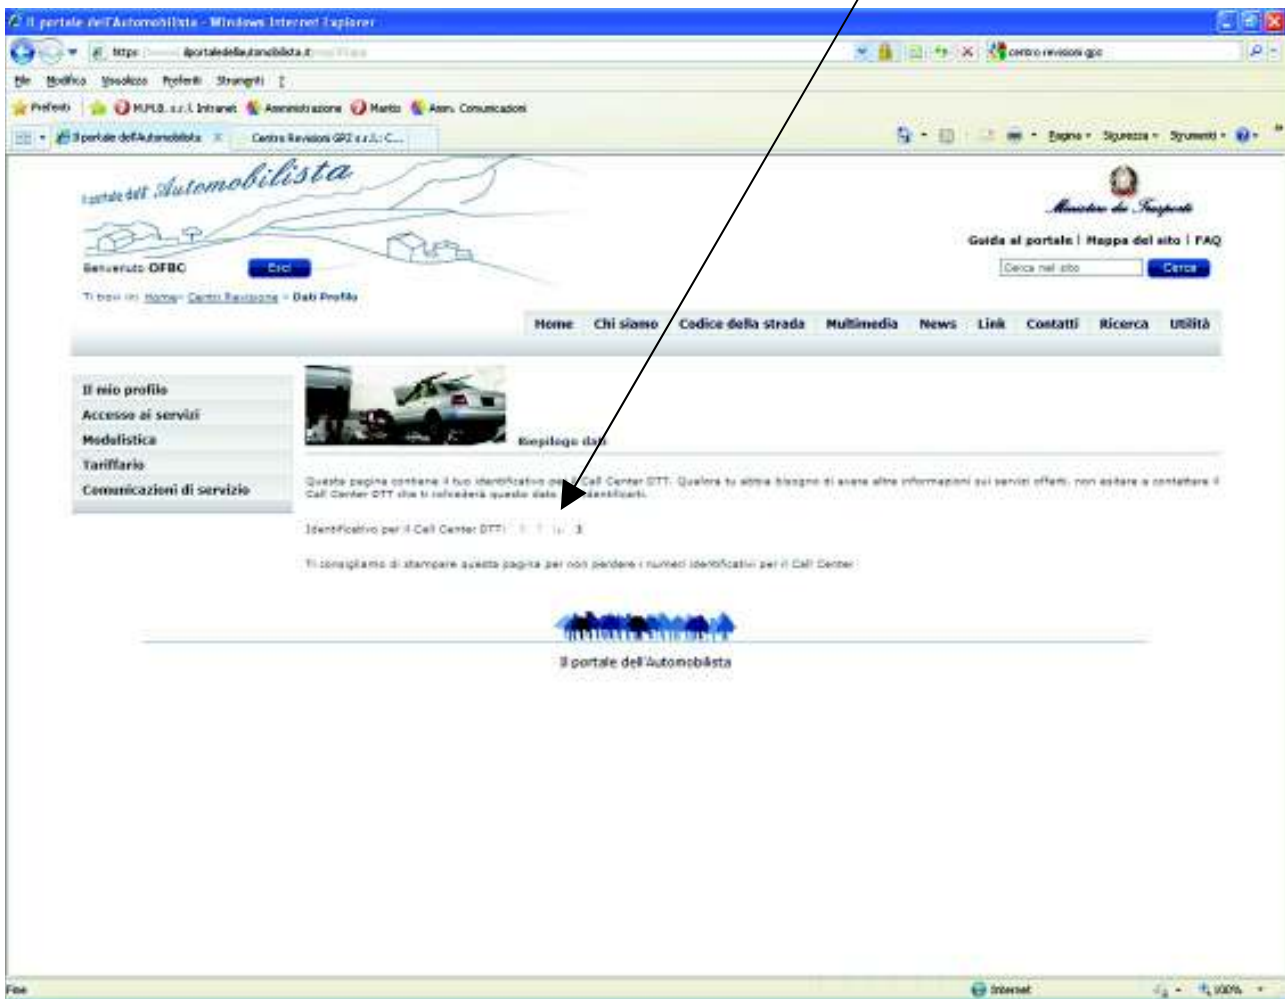 Il portale dell'Automobilista - Windows Internet Explorer
https ilportaledellautomobilista.it
centro revisioni gpz
File Modifica Visualizza Preferiti Strumenti ?
Preferiti M.M.B. s.r.l. Intranet Amministrazione Mantis Amm. Comunicazioni
Il portale dell'Automobilista Centro Revisioni GPZ s.r.l.: C...
Pagina Sicurezza Strumenti
il portale dell' Automobilista
Ministero dei Trasporti
Guida al portale | Mappa del sito | FAQ
Benvenuto OFBC Esci
Cerca nel sito Cerca
Ti trovi in: Home> Centri Revisione > Dati Profilo
Home Chi siamo Codice della strada Multimedia News Link Contatti Ricerca Utilità
Il mio profilo
Accesso ai servizi
Modulistica
Tariffario
Comunicazioni di servizio
Riepilogo dati
Questa pagina contiene il tuo identificativo per il Call Center DTT. Qualora tu abbia bisogno di avere altre informazioni sui servizi offerti, non esitare a contattare il
Call Center DTT che ti richiederà questo dato identificarti.
Identificativo per il Call Center DTT: 3
Ti consigliamo di stampare questa pagina per non perdere i numeri identificativi per il Call Center
Il portale dell'Automobilista
Fine Internet 100%